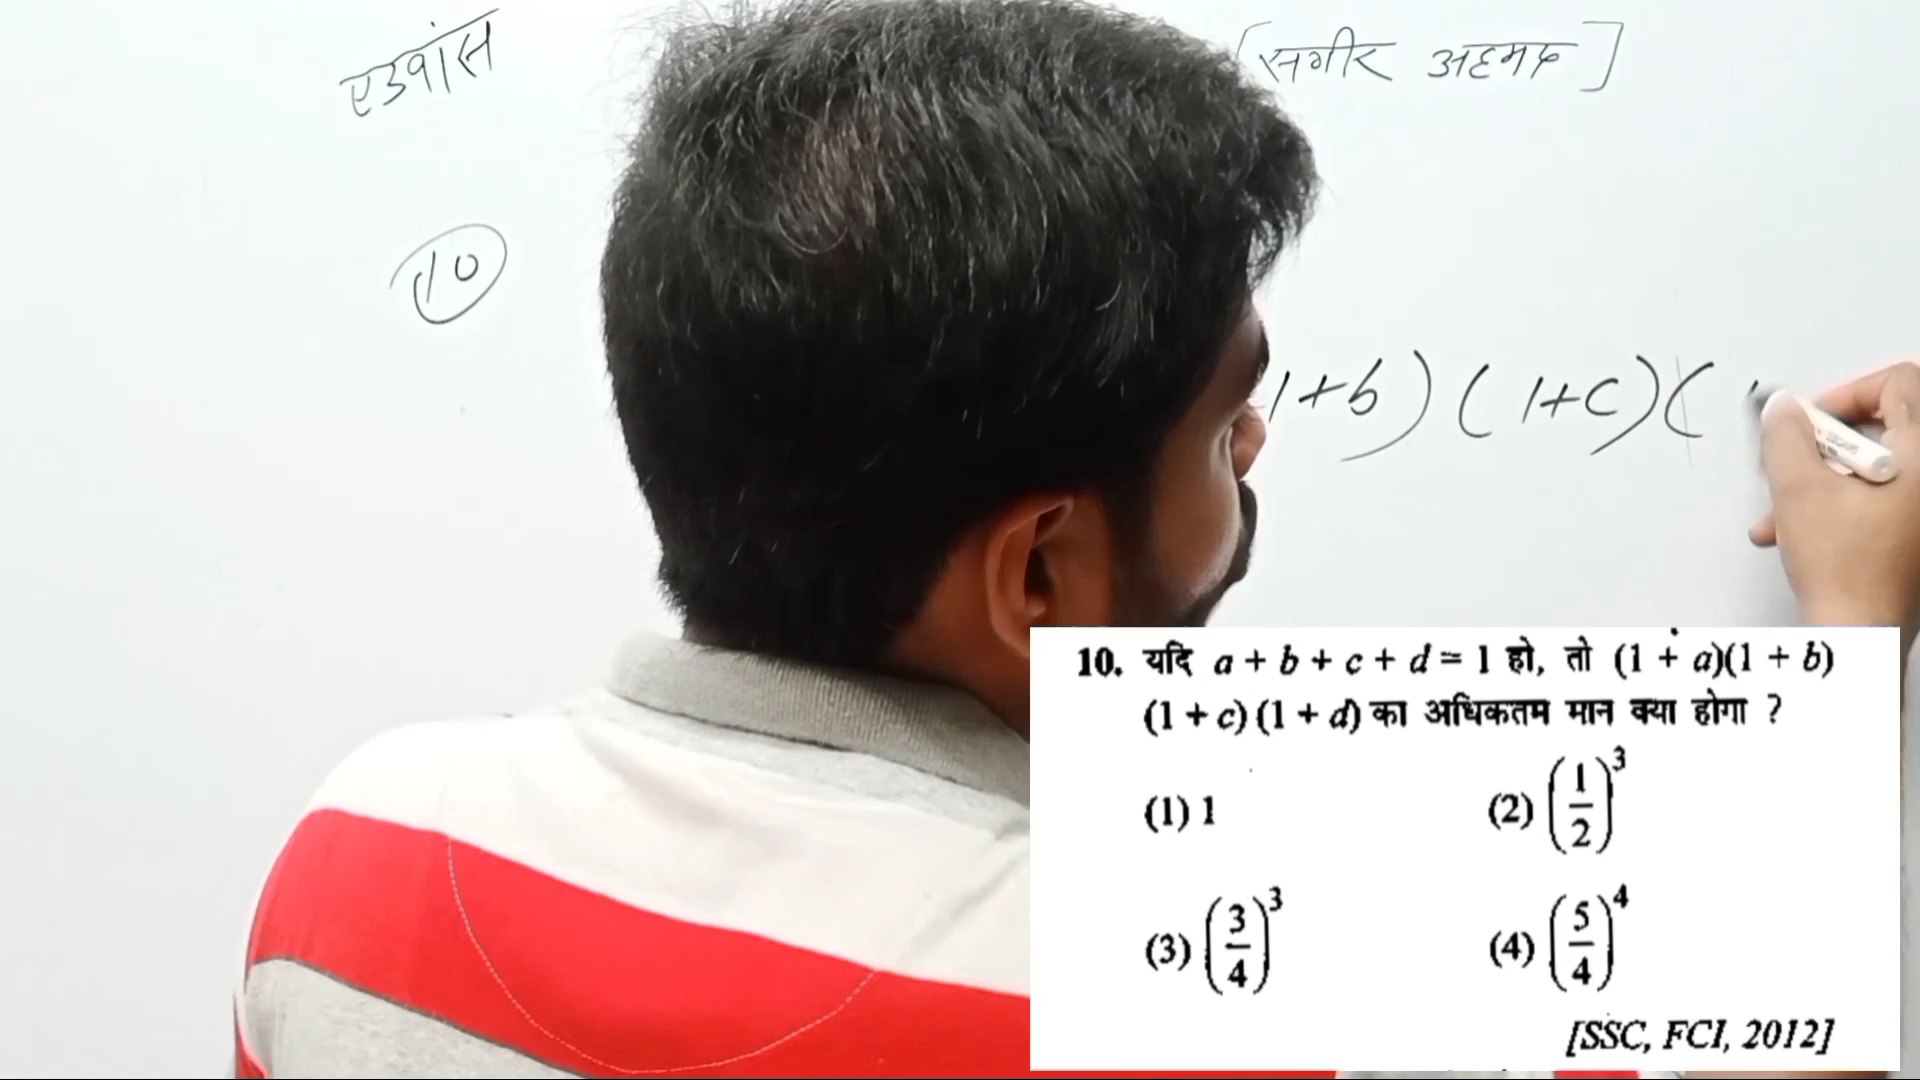 एडवांस
[सगीर अहमद]
10
1+b) (1+c) (1
10. यदि a + b + c + d = 1 हो, तो (1 + a)(1 + b)
(1 + c) (1 + d) का अधिकतम मान क्या होगा ?
(1) 1 (2) (1/2)^3
(3) (3/4)^3 (4) (5/4)^4
[SSC, FCI, 2012]